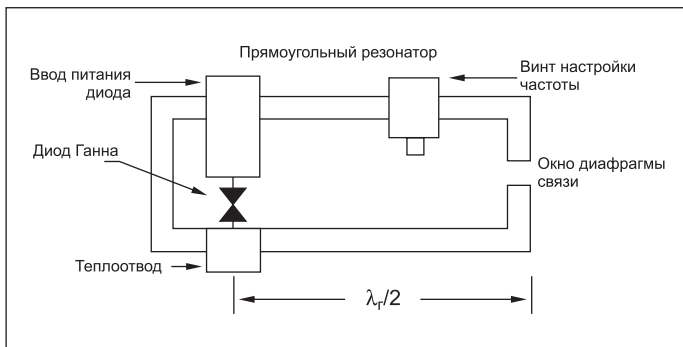 Прямоугольный резонатор
Ввод питания
диода
Винт настройки
частоты
Диод Ганна
Окно диафрагмы
связи
Теплоотвод
λг/2